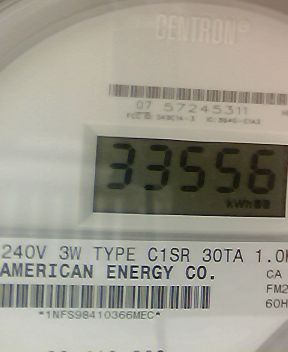 CENTRON®
07 57245311
33556
kWh
240V 3W TYPE C1SR 30TA 1.0
AMERICAN ENERGY CO.
CA
FM2
60H
*1NFS98410366MEC*